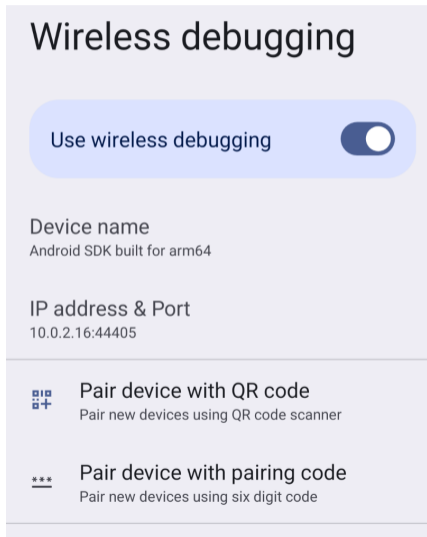 Wireless debugging
Use wireless debugging
Device name
Android SDK built for arm64
IP address & Port
10.0.2.16:44405
Pair device with QR code
Pair new devices using QR code scanner
Pair device with pairing code
Pair new devices using six digit code